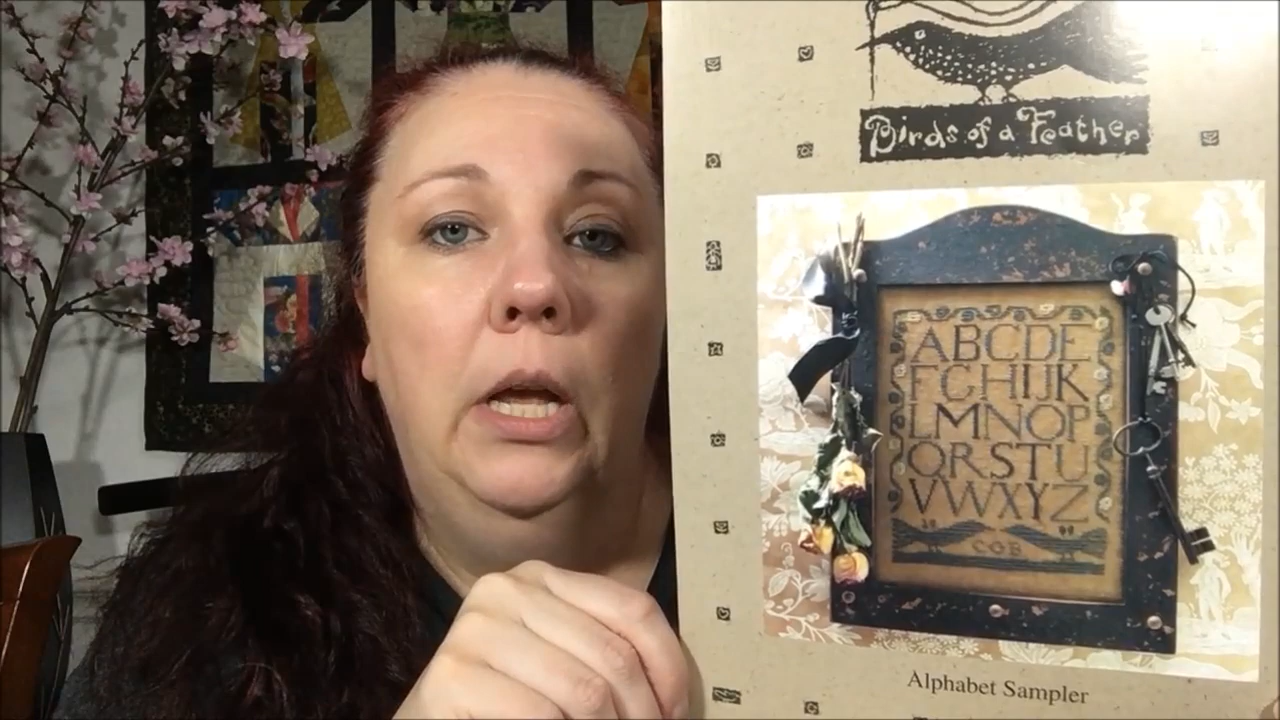 Birds of a Feather
ABCDE
FGHIJK
LMNOP
QRSTU
VWXYZ
COB
Alphabet Sampler